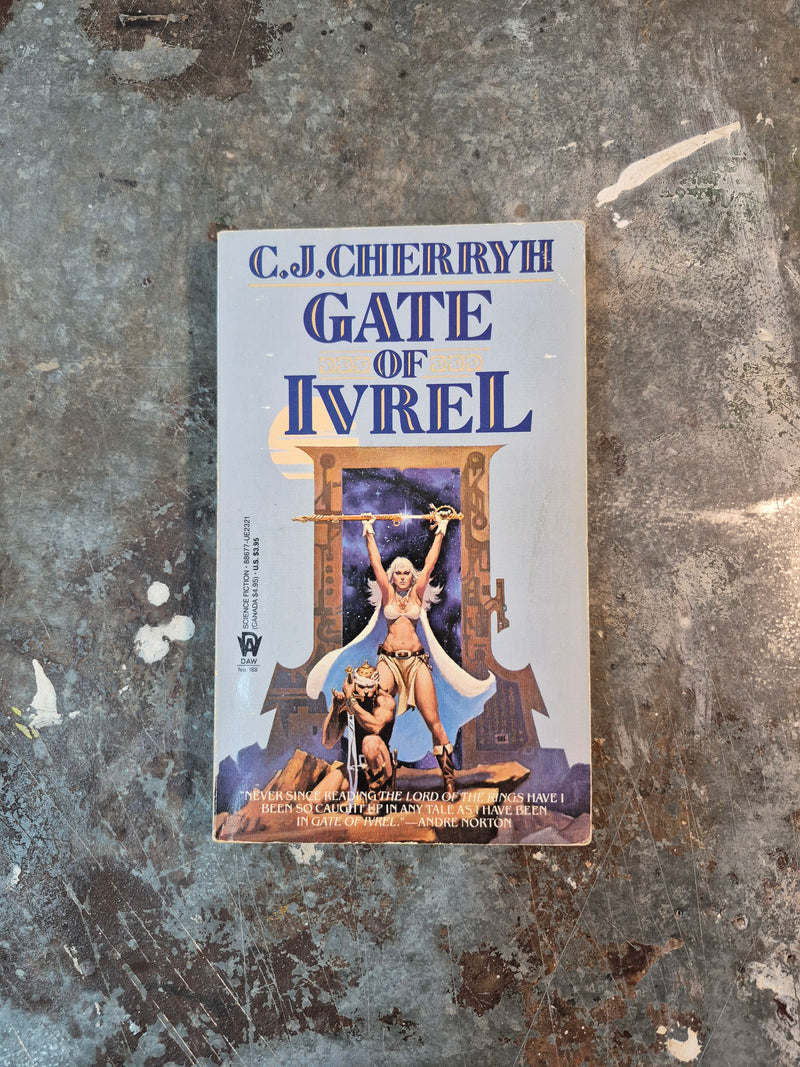 C.J.CHERRYH
GATE
OF
IVREL
SCIENCE FICTION • 88677-UE2321
(CANADA $4.95) • U.S. $3.95
DAW
No. 188
"NEVER SINCE READING THE LORD OF THE RINGS HAVE I
BEEN SO CAUGHT UP IN ANY TALE AS I HAVE BEEN
IN GATE OF IVREL."—ANDRE NORTON